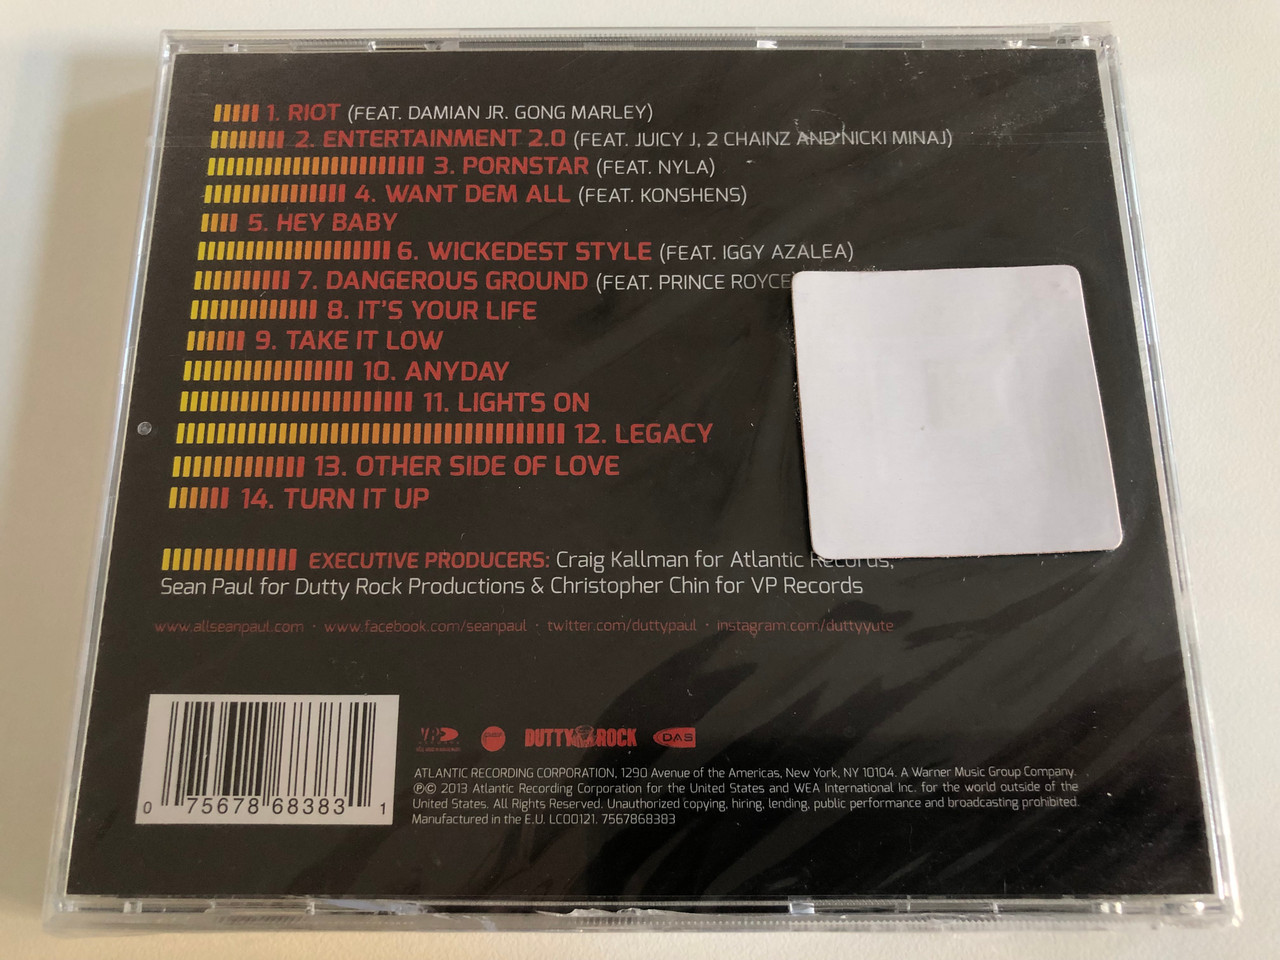 1. RIOT (FEAT. DAMIAN JR. GONG MARLEY)
2. ENTERTAINMENT 2.0 (FEAT. JUICY J, 2 CHAINZ AND NICKI MINAJ)
3. PORNSTAR (FEAT. NYLA)
4. WANT DEM ALL (FEAT. KONSHENS)
5. HEY BABY
6. WICKEDEST STYLE (FEAT. IGGY AZALEA)
7. DANGEROUS GROUND (FEAT. PRINCE ROYCE)
8. IT'S YOUR LIFE
9. TAKE IT LOW
10. ANYDAY
11. LIGHTS ON
12. LEGACY
13. OTHER SIDE OF LOVE
14. TURN IT UP
EXECUTIVE PRODUCERS: Craig Kallman for Atlantic Records,
Sean Paul for Dutty Rock Productions & Christopher Chin for VP Records
www.allseanpaul.com · www.facebook.com/seanpaul · twitter.com/duttypaul · instagram.com/duttyyute
0 75678 68383 1
VP DUTTY ROCK DAS
ATLANTIC RECORDING CORPORATION, 1290 Avenue of the Americas, New York, NY 10104. A Warner Music Group Company.
℗© 2013 Atlantic Recording Corporation for the United States and WEA International Inc. for the world outside of the
United States. All Rights Reserved. Unauthorized copying, hiring, lending, public performance and broadcasting prohibited.
Manufactured in the E.U. LC00121. 7567868383